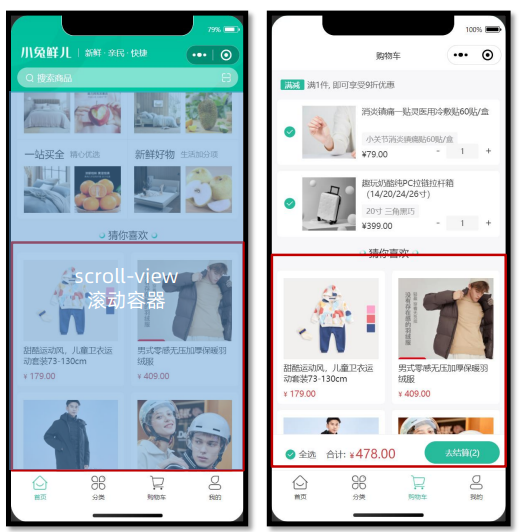 79%
小兔鲜儿 新鲜·亲民·快捷
搜索商品
一站买全 精心优选
新鲜好物 生活加分项
猜你喜欢
scroll-view
滚动容器
甜酷运动风，儿童卫衣运
动套装73-130cm
¥ 179.00
男式零感无压加厚保暖羽
绒服
¥ 409.00
首页
分类
购物车
我的
100%
购物车
满减 满1件, 即可享受9折优惠
消炎镇痛一贴灵医用冷敷贴60贴/盒
小关节消炎镇痛贴60贴/盒
¥79.00
- 1 +
趣玩奶酪纯PC拉链拉杆箱
（14/20/24/26寸）
20寸 三角黑巧
¥399.00
- 1 +
猜你喜欢
甜酷运动风，儿童卫衣运
动套装73-130cm
¥ 179.00
男式零感无压加厚保暖羽
绒服
¥ 409.00
全选 合计: ¥478.00
去结算(2)
首页
分类
购物车
我的